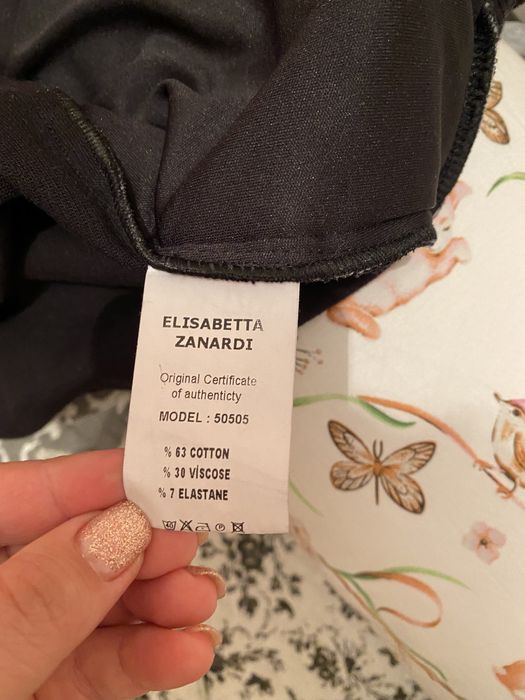 ELISABETTA
ZANARDI
Original Certificate
of authenticty
MODEL : 50505
% 63 COTTON
% 30 VİSCOSE
% 7 ELASTANE